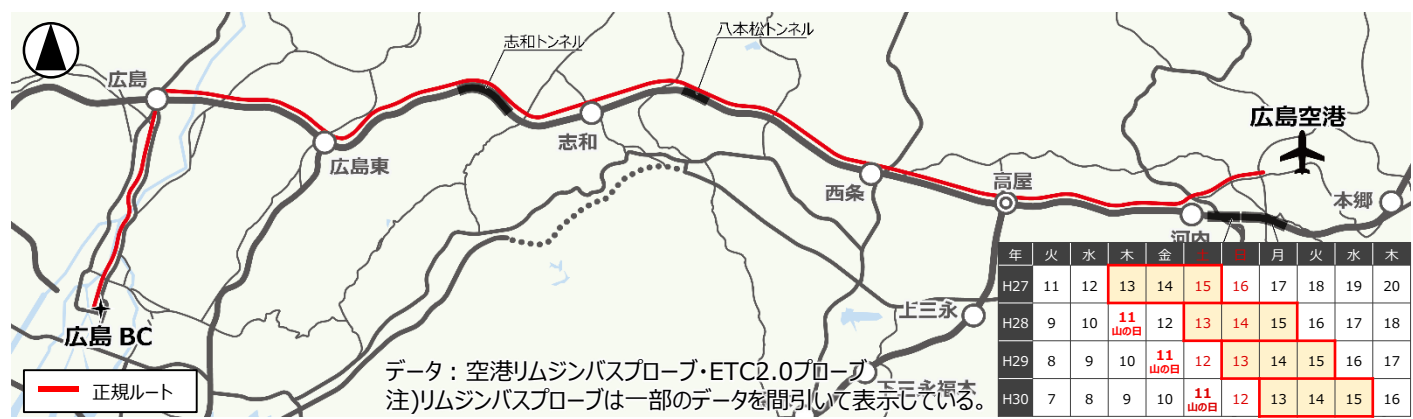 志和トンネル
八本松トンネル
広島
広島東
志和
西条
高屋
河内
広島空港
本郷
広島 BC
上三永
上三永福本
正規ルート
データ：空港リムジンバスプローブ・ETC2.0プローブ
注)リムジンバスプローブは一部のデータを間引いて表示している。
年 火 水 木 金 土 日 月 火 水 木
H27 11 12 13 14 15 16 17 18 19 20
H28 9 10 11 山の日 12 13 14 15 16 17 18
H29 8 9 10 11 山の日 12 13 14 15 16 17
H30 7 8 9 10 11 山の日 12 13 14 15 16